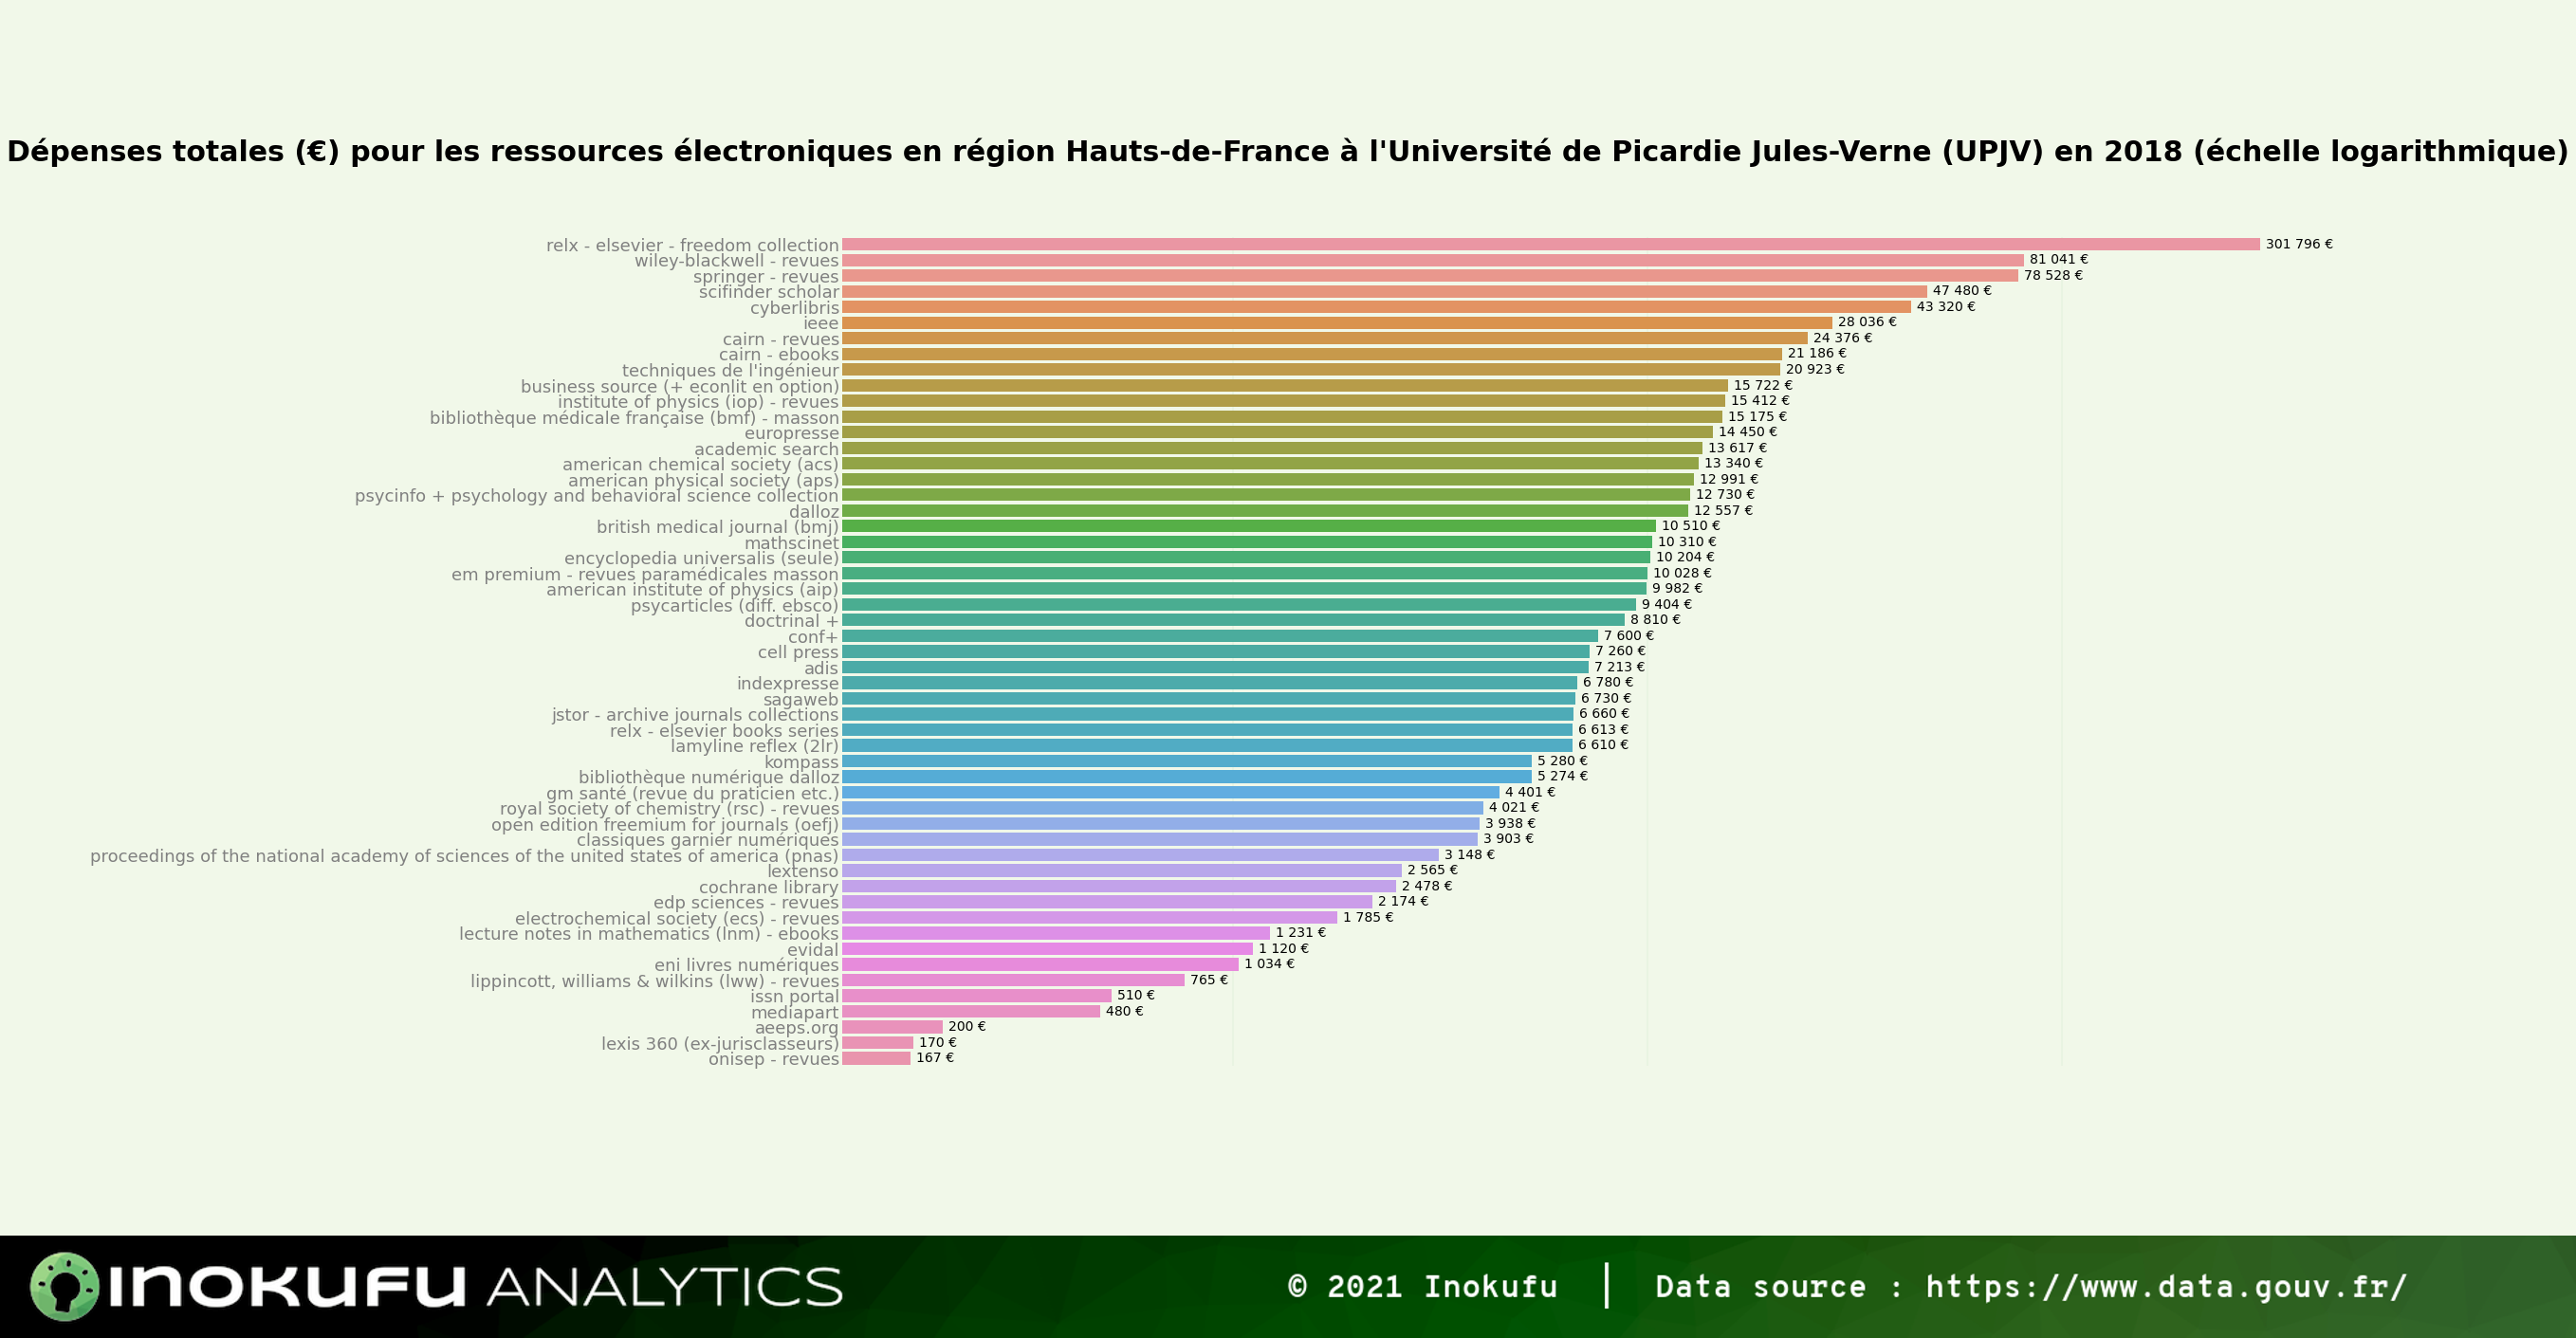 Dépenses totales (€) pour les ressources électroniques en région Hauts-de-France à l'Université de Picardie Jules-Verne (UPJV) en 2018 (échelle logarithmique)
relx - elsevier - freedom collection 301 796 €
wiley-blackwell - revues 81 041 €
springer - revues 78 528 €
scifinder scholar 47 480 €
cyberlibris 43 320 €
ieee 28 036 €
cairn - revues 24 376 €
cairn - ebooks 21 186 €
techniques de l'ingénieur 20 923 €
business source (+ econlit en option) 15 722 €
institute of physics (iop) - revues 15 412 €
bibliothèque médicale française (bmf) - masson 15 175 €
europresse 14 450 €
academic search 13 617 €
american chemical society (acs) 13 340 €
american physical society (aps) 12 991 €
psycinfo + psychology and behavioral science collection 12 730 €
dalloz 12 557 €
british medical journal (bmj) 10 510 €
mathscinet 10 310 €
encyclopedia universalis (seule) 10 204 €
em premium - revues paramédicales masson 10 028 €
american institute of physics (aip) 9 982 €
psycarticles (diff. ebsco) 9 404 €
doctrinal + 8 810 €
conf+ 7 600 €
cell press 7 260 €
adis 7 213 €
indexpresse 6 780 €
sagaweb 6 730 €
jstor - archive journals collections 6 660 €
relx - elsevier books series 6 613 €
lamyline reflex (2lr) 6 610 €
kompass 5 280 €
bibliothèque numérique dalloz 5 274 €
gm santé (revue du praticien etc.) 4 401 €
royal society of chemistry (rsc) - revues 4 021 €
open edition freemium for journals (oefj) 3 938 €
classiques garnier numériques 3 903 €
proceedings of the national academy of sciences of the united states of america (pnas) 3 148 €
lextenso 2 565 €
cochrane library 2 478 €
edp sciences - revues 2 174 €
electrochemical society (ecs) - revues 1 785 €
lecture notes in mathematics (lnm) - ebooks 1 231 €
evidal 1 120 €
eni livres numériques 1 034 €
lippincott, williams & wilkins (lww) - revues 765 €
issn portal 510 €
mediapart 480 €
aeeps.org 200 €
lexis 360 (ex-jurisclasseurs) 170 €
onisep - revues 167 €
INOKUFU ANALYTICS © 2021 Inokufu | Data source : https://www.data.gouv.fr/